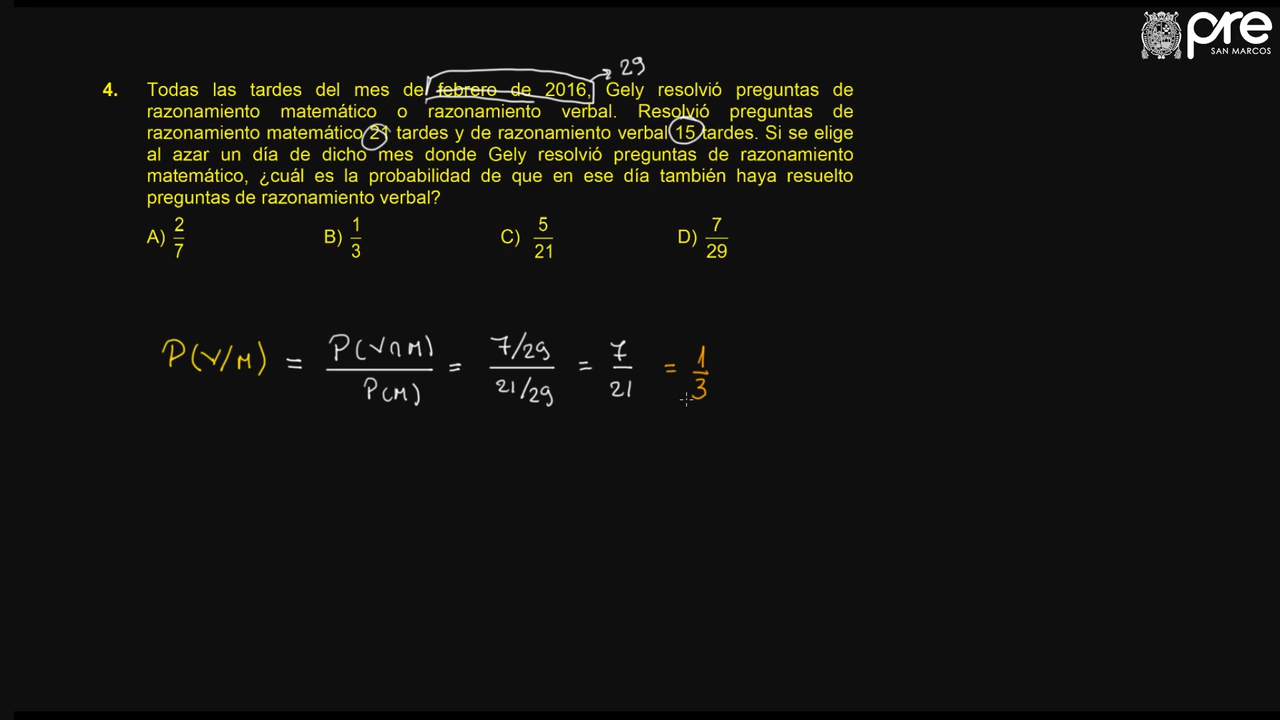 pre
SAN MARCOS
29
4. Todas las tardes del mes de febrero de 2016, Gely resolvió preguntas de
razonamiento matemático o razonamiento verbal. Resolvió preguntas de
razonamiento matemático 21 tardes y de razonamiento verbal 15 tardes. Si se elige
al azar un día de dicho mes donde Gely resolvió preguntas de razonamiento
matemático, ¿cuál es la probabilidad de que en ese día también haya resuelto
preguntas de razonamiento verbal?
A) 2/7 B) 1/3 C) 5/21 D) 7/29
P(V/M) = P(V∩M)/P(M) = 7/29 / 21/29 = 7/21 = 1/3